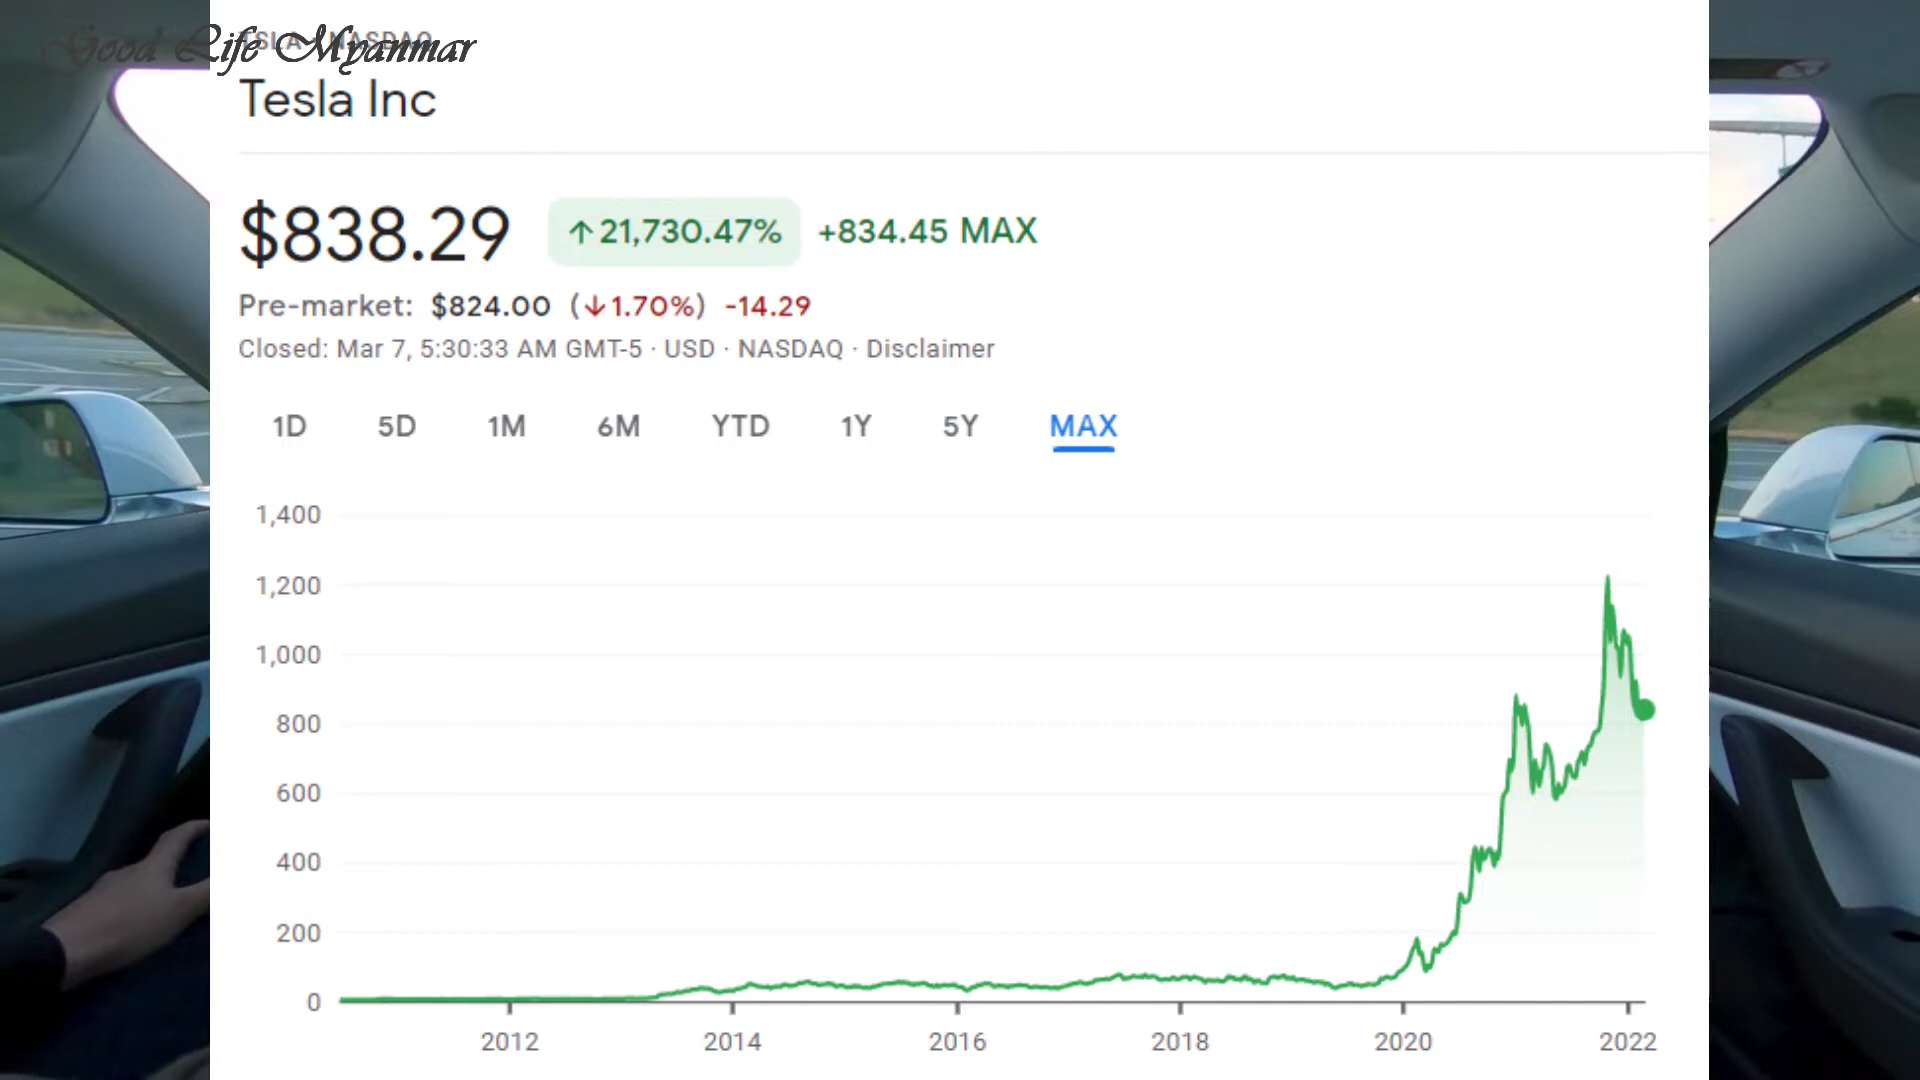 Good Life Myanmar
TSLA · NASDAQ
Tesla Inc
$838.29 ↑21,730.47% +834.45 MAX
Pre-market: $824.00 (↓1.70%) -14.29
Closed: Mar 7, 5:30:33 AM GMT-5 · USD · NASDAQ · Disclaimer
1D 5D 1M 6M YTD 1Y 5Y MAX
1,400
1,200
1,000
800
600
400
200
0
2012 2014 2016 2018 2020 2022